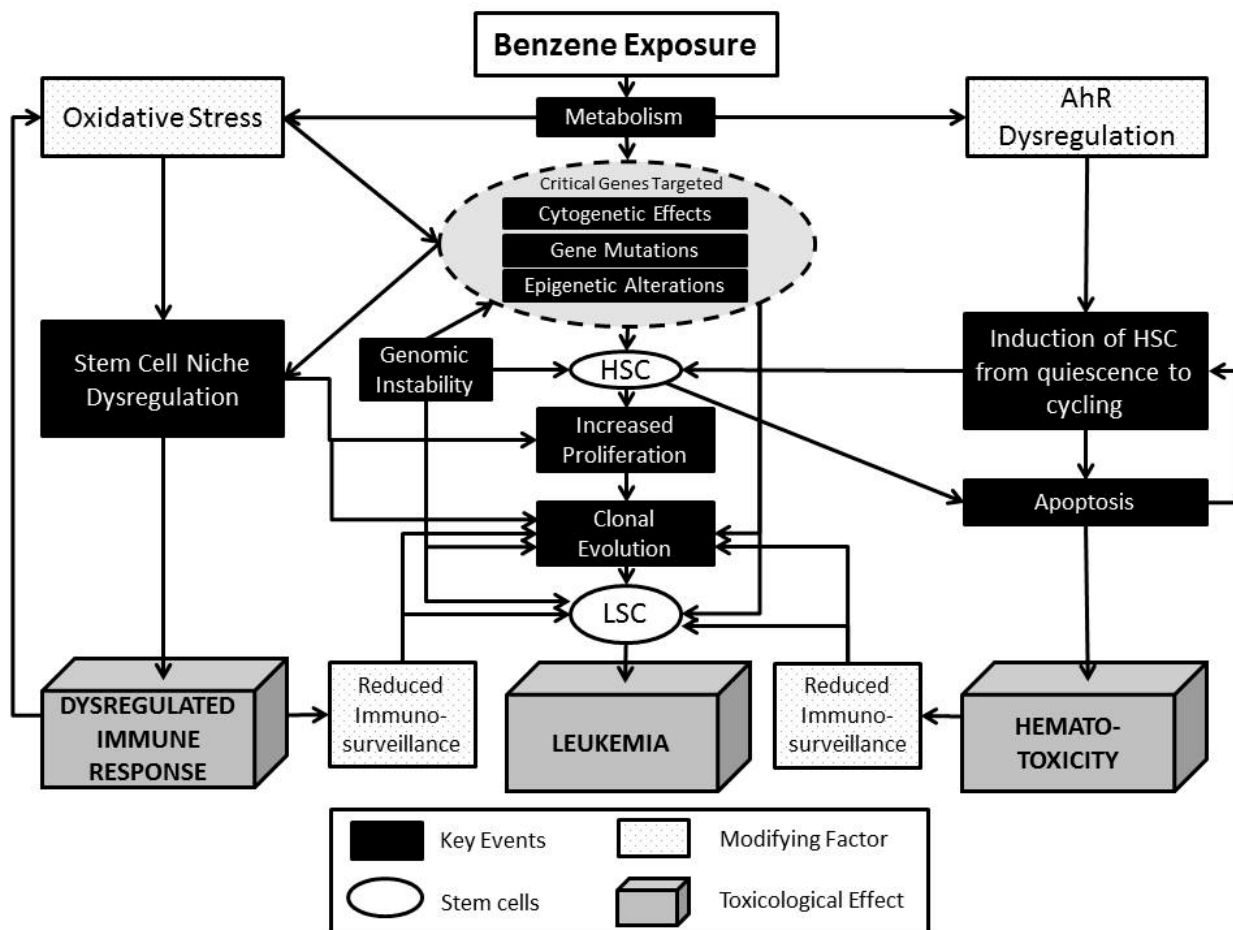 Benzene Exposure
Oxidative Stress
Metabolism
AhR
Dysregulation
Critical Genes Targeted
Cytogenetic Effects
Gene Mutations
Epigenetic Alterations
Stem Cell Niche
Dysregulation
Genomic
Instability
HSC
Induction of HSC
from quiescence to
cycling
Increased
Proliferation
Apoptosis
Clonal
Evolution
LSC
DYSREGULATED
IMMUNE
RESPONSE
Reduced
Immuno-
surveillance
LEUKEMIA
Reduced
Immuno-
surveillance
HEMATO-
TOXICITY
Key Events
Modifying Factor
Stem cells
Toxicological Effect